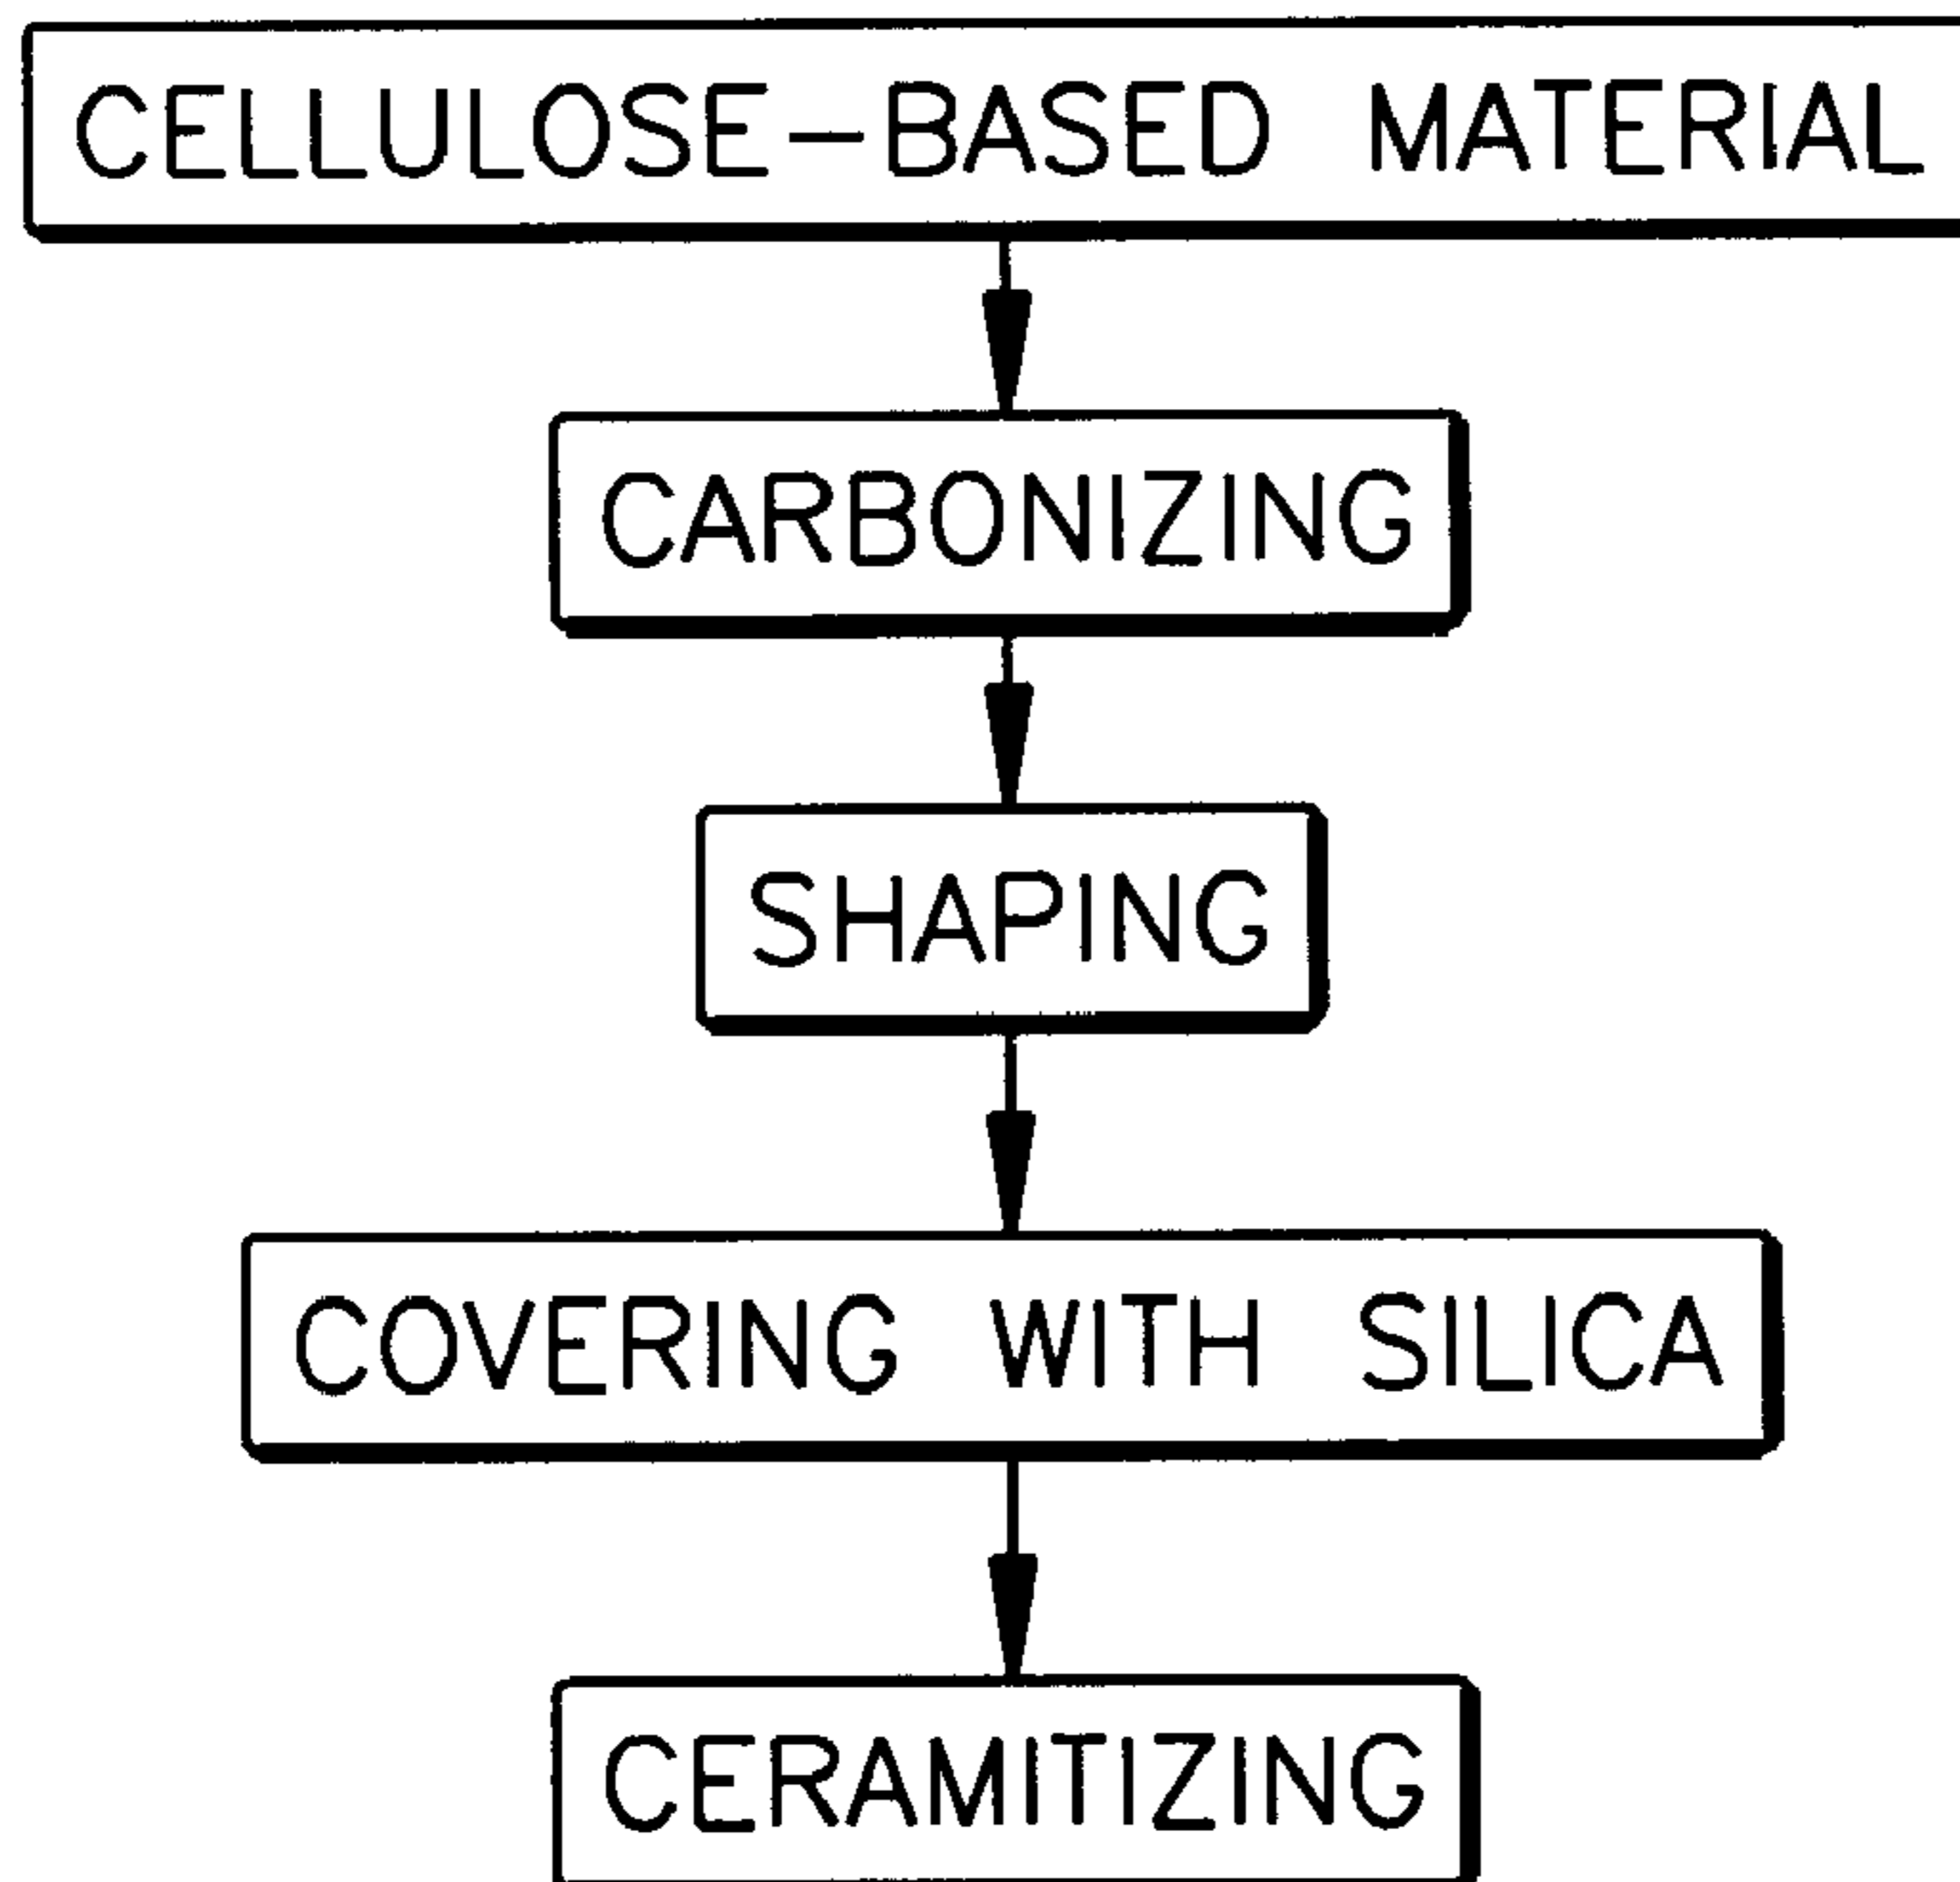 CELLULOSE-BASED MATERIAL
CARBONIZING
SHAPING
COVERING WITH SILICA
CERAMITIZING